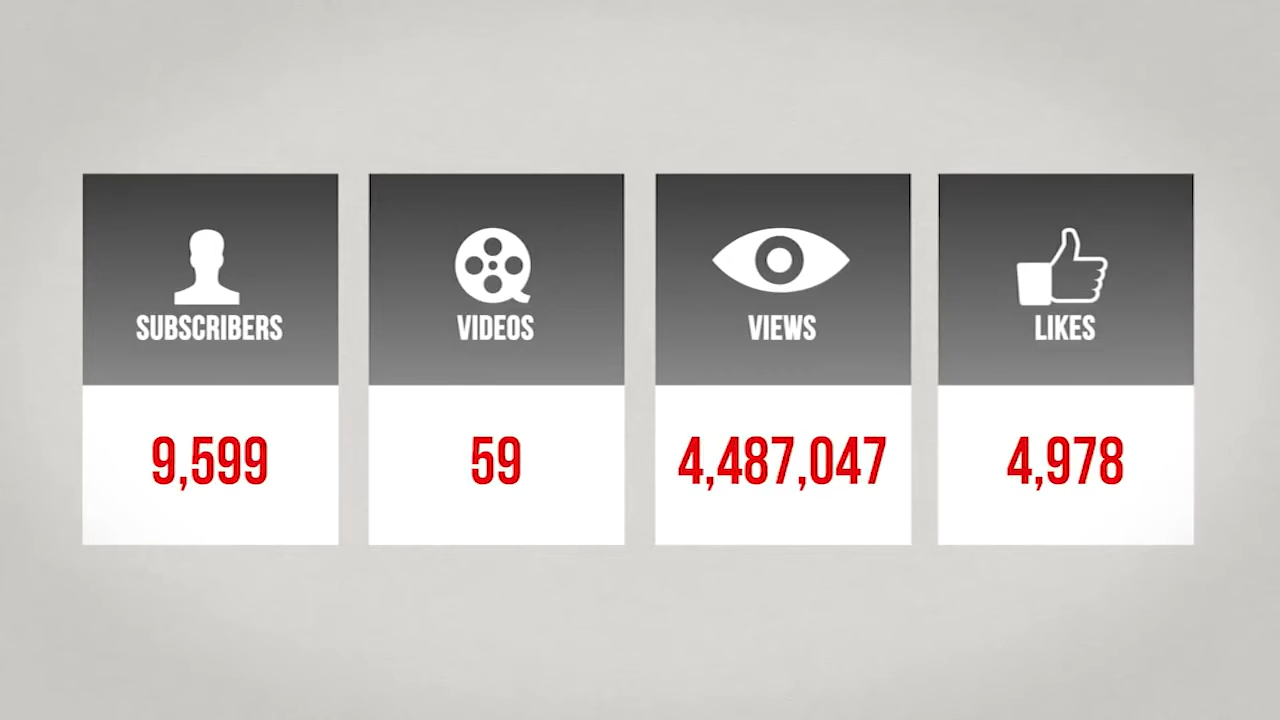 SUBSCRIBERS
9,599
VIDEOS
59
VIEWS
4,487,047
LIKES
4,978